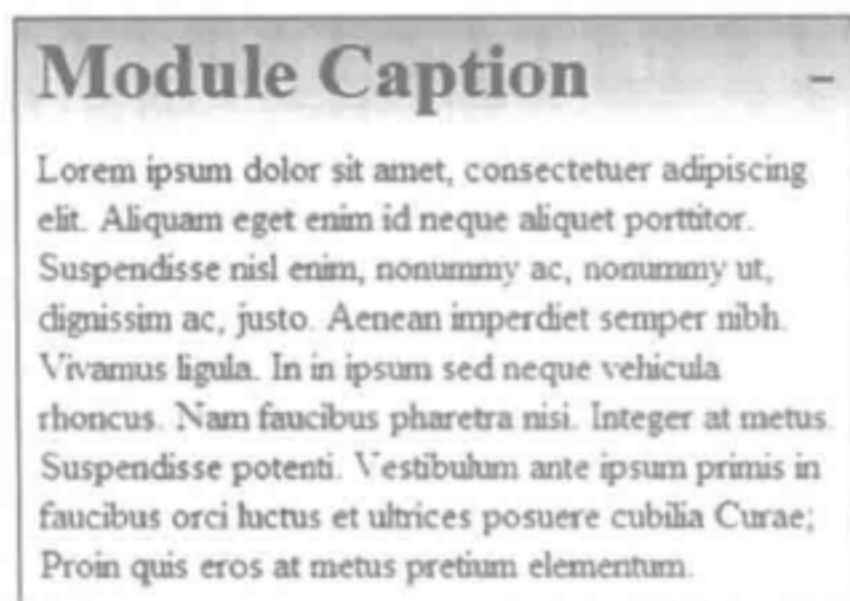 Module Caption –
Lorem ipsum dolor sit amet, consectetuer adipiscing
elit. Aliquam eget enim id neque aliquet porttitor.
Suspendisse nisl enim, nonummy ac, nonummy ut,
dignissim ac, justo. Aenean imperdiet semper nibh.
Vivamus ligula. In in ipsum sed neque vehicula
rhoncus. Nam faucibus pharetra nisi. Integer at metus.
Suspendisse potenti. Vestibulum ante ipsum primis in
faucibus orci luctus et ultrices posuere cubilia Curae;
Proin quis eros at metus pretium elementum.